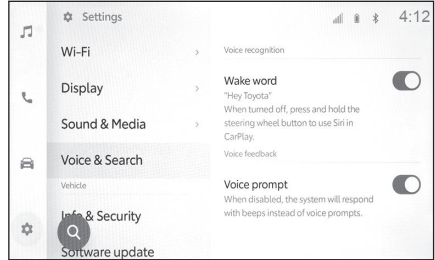 Settings
4:12
Wi-Fi
Display
Sound & Media
Voice & Search
Vehicle
Info & Security
Software update
Voice recognition
Wake word
"Hey Toyota"
When turned off, press and hold the
steering wheel button to use Siri in
CarPlay.
Voice feedback
Voice prompt
When disabled, the system will respond
with beeps instead of voice prompts.